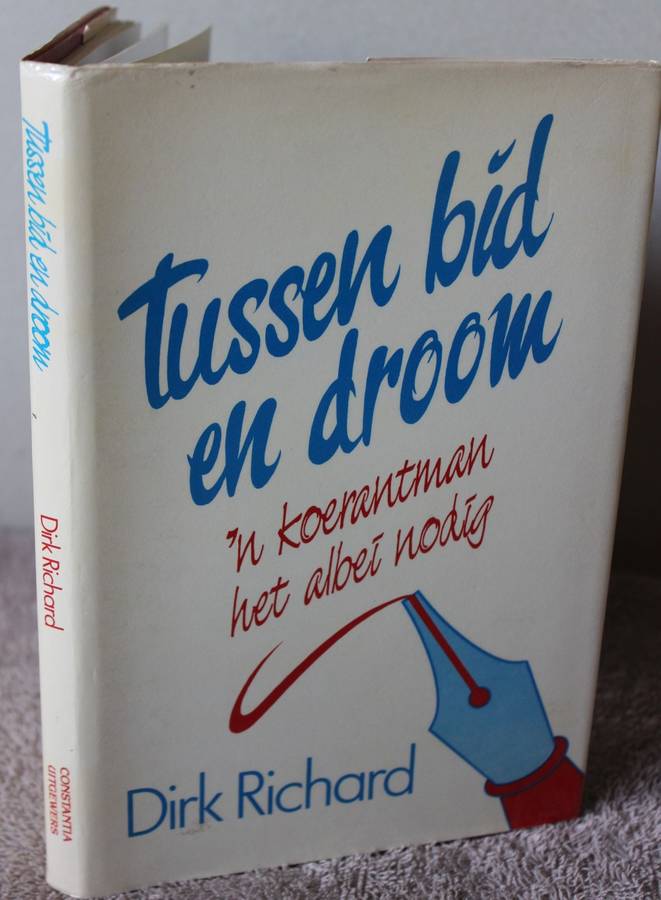 Tussen bid
en droom
'n koerantman
het albei nodig
Dirk Richard
Tussen bid en droom
Dirk Richard
CONSTANTIA
UITGEWERS